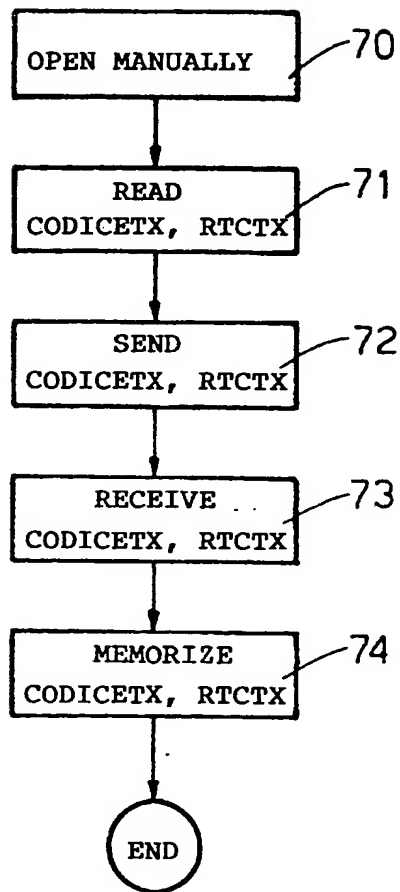 OPEN MANUALLY
70
READ
CODICETX, RTCTX
71
SEND
CODICETX, RTCTX
72
RECEIVE
CODICETX, RTCTX
73
MEMORIZE
CODICETX, RTCTX
74
END